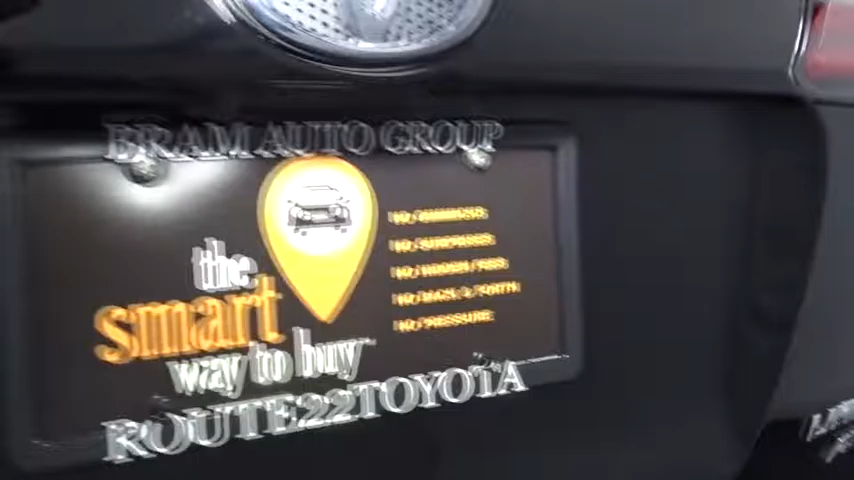 BRAM AUTO GROUP
the
smart
way to buy
NO SURPRISES
NO HIDDEN FEES
NO BACK & FORTH
NO PRESSURE
ROUTE22TOYOTA